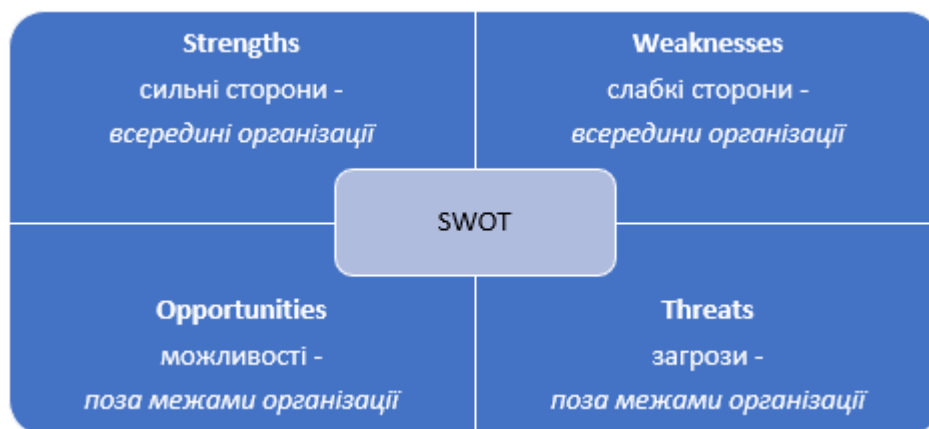 Strengths
сильні сторони -
всередині організації
Weaknesses
слабкі сторони -
всередини організації
SWOT
Opportunities
можливості -
поза межами організації
Threats
загрози -
поза межами організації